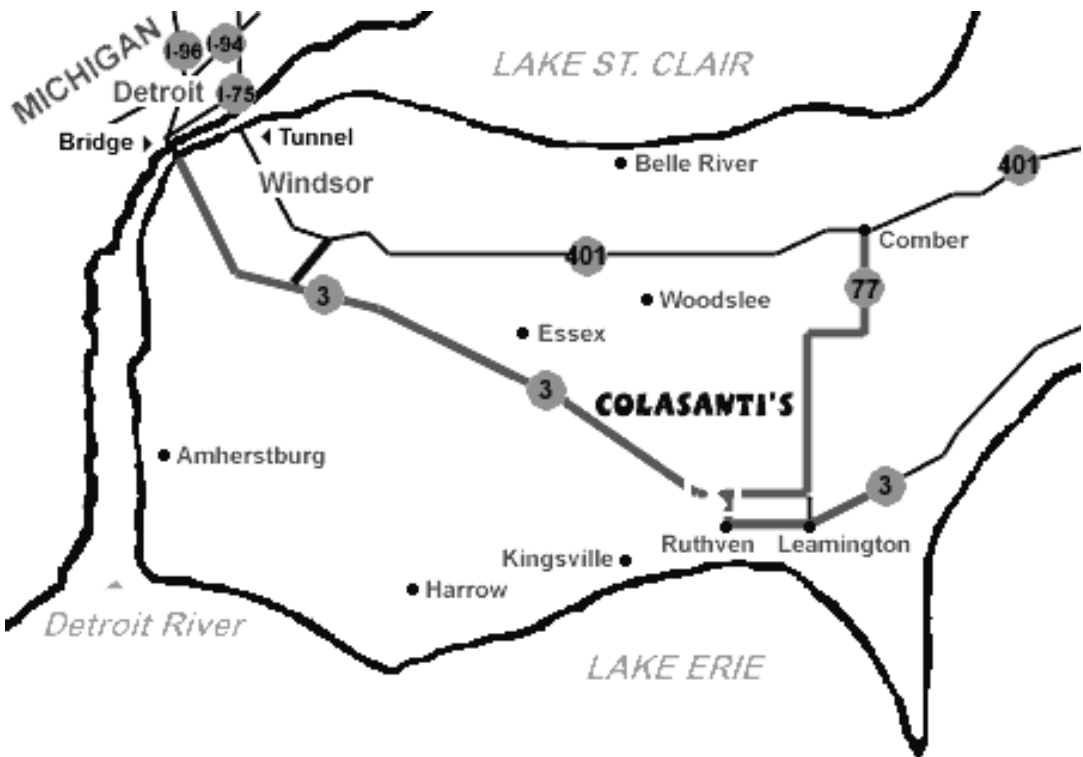 MICHIGAN
I-96
I-94
I-75
Detroit
LAKE ST. CLAIR
Bridge
Tunnel
Windsor
Belle River
401
Comber
401
77
3
Woodslee
Essex
3
COLASANTI'S
Amherstburg
3
Ruthven
Leamington
Kingsville
Harrow
Detroit River
LAKE ERIE